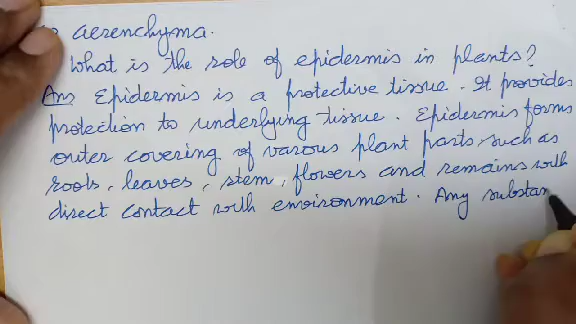 aerenchyma.
What is the role of epidermis in plants?
Ans Epidermis is a protective tissue. It provides
protection to underlying tissue. Epidermis forms
outer covering of various plant parts, such as
roots, leaves, stem, flowers and remains with
direct contact with environment. Any substan